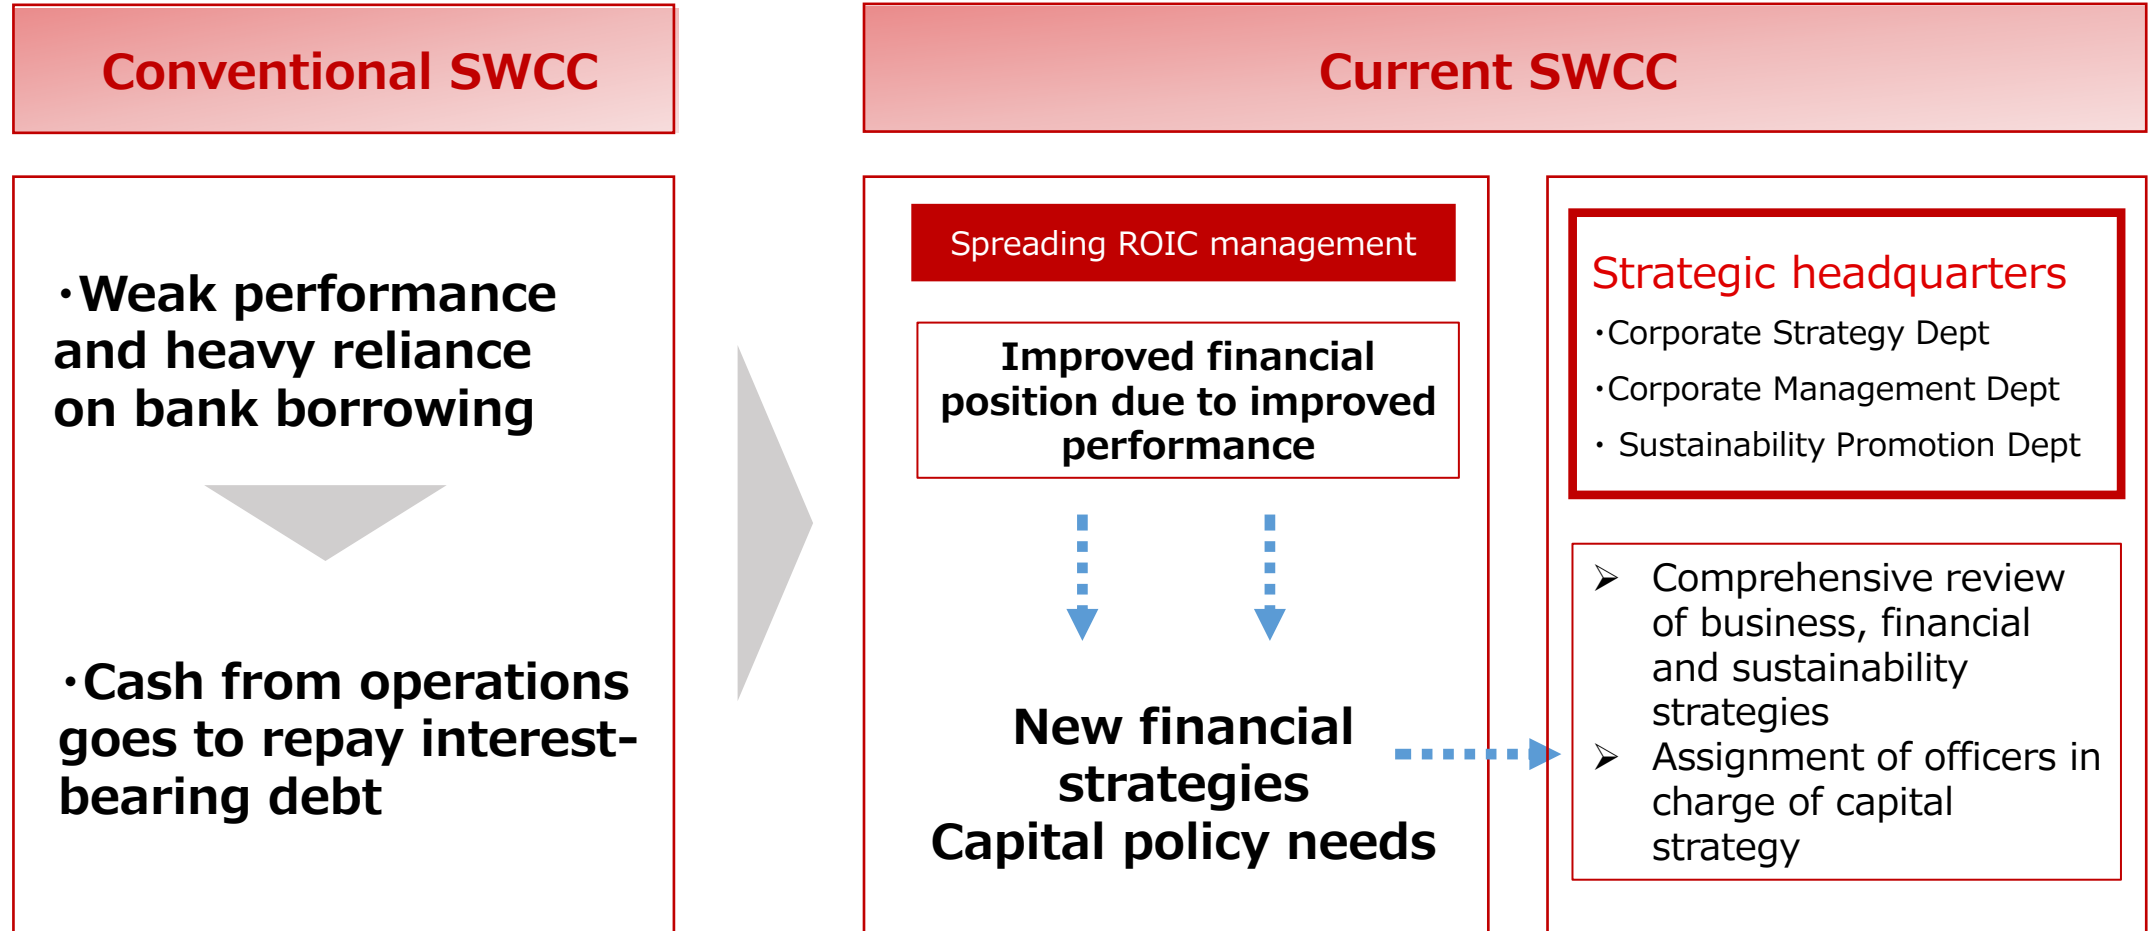 Conventional SWCC
Current SWCC
・Weak performance
and heavy reliance
on bank borrowing
・Cash from operations
goes to repay interest-
bearing debt
Spreading ROIC management
Improved financial
position due to improved
performance
New financial
strategies
Capital policy needs
Strategic headquarters
・Corporate Strategy Dept
・Corporate Management Dept
・ Sustainability Promotion Dept
➢ Comprehensive review
of business, financial
and sustainability
strategies
➢ Assignment of officers in
charge of capital
strategy